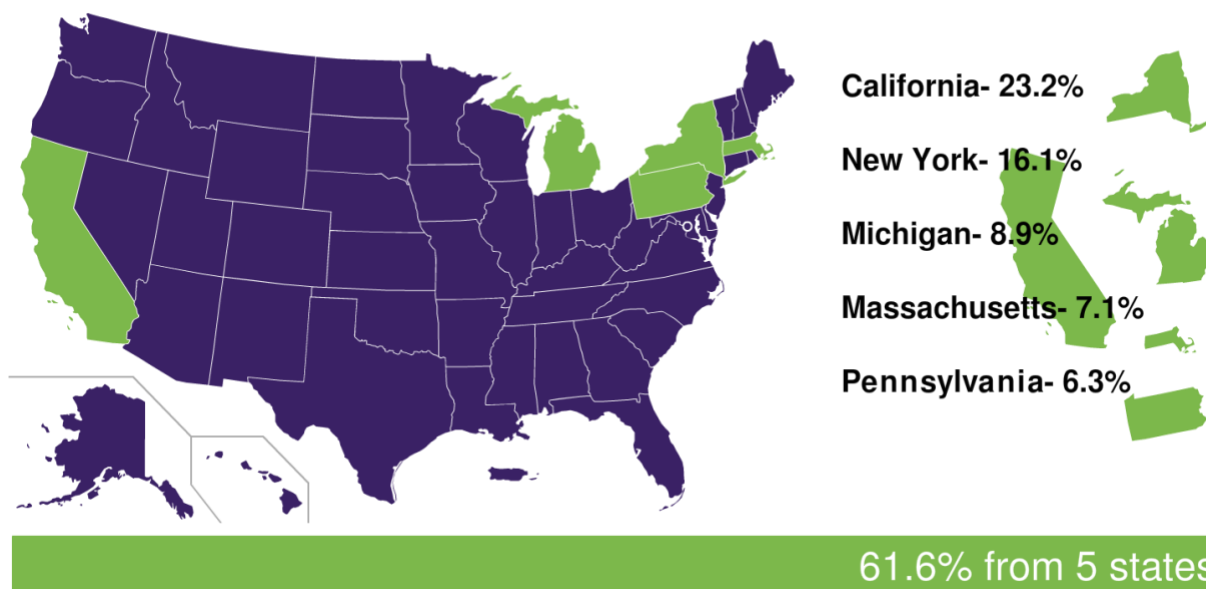 California- 23.2%
New York- 16.1%
Michigan- 8.9%
Massachusetts- 7.1%
Pennsylvania- 6.3%
61.6% from 5 states